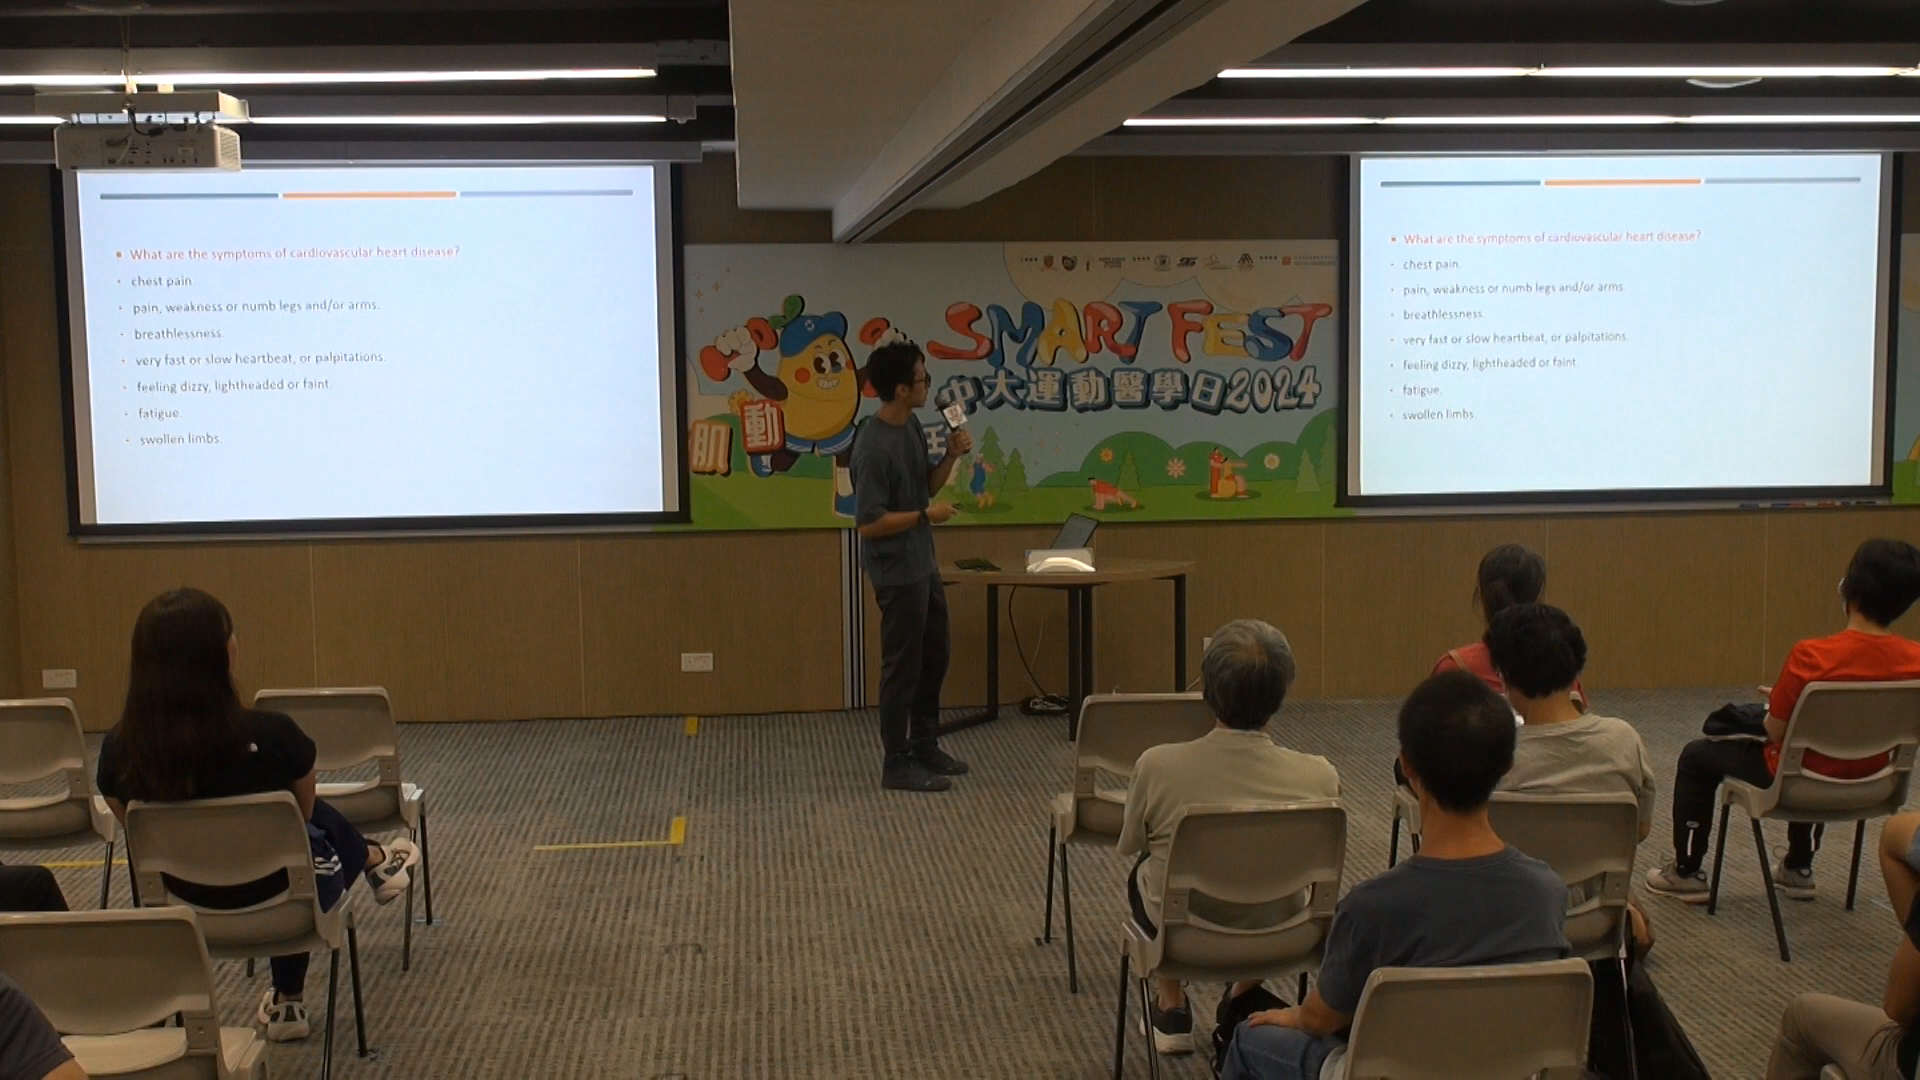 What are the symptoms of cardiovascular heart disease?
chest pain.
pain, weakness or numb legs and/or arms.
breathlessness.
very fast or slow heartbeat, or palpitations.
feeling dizzy, lightheaded or faint.
fatigue.
swollen limbs.
SMART FEST
中大運動醫學日2024
肌動
What are the symptoms of cardiovascular heart disease?
chest pain.
pain, weakness or numb legs and/or arms.
breathlessness.
very fast or slow heartbeat, or palpitations.
feeling dizzy, lightheaded or faint.
fatigue.
swollen limbs.